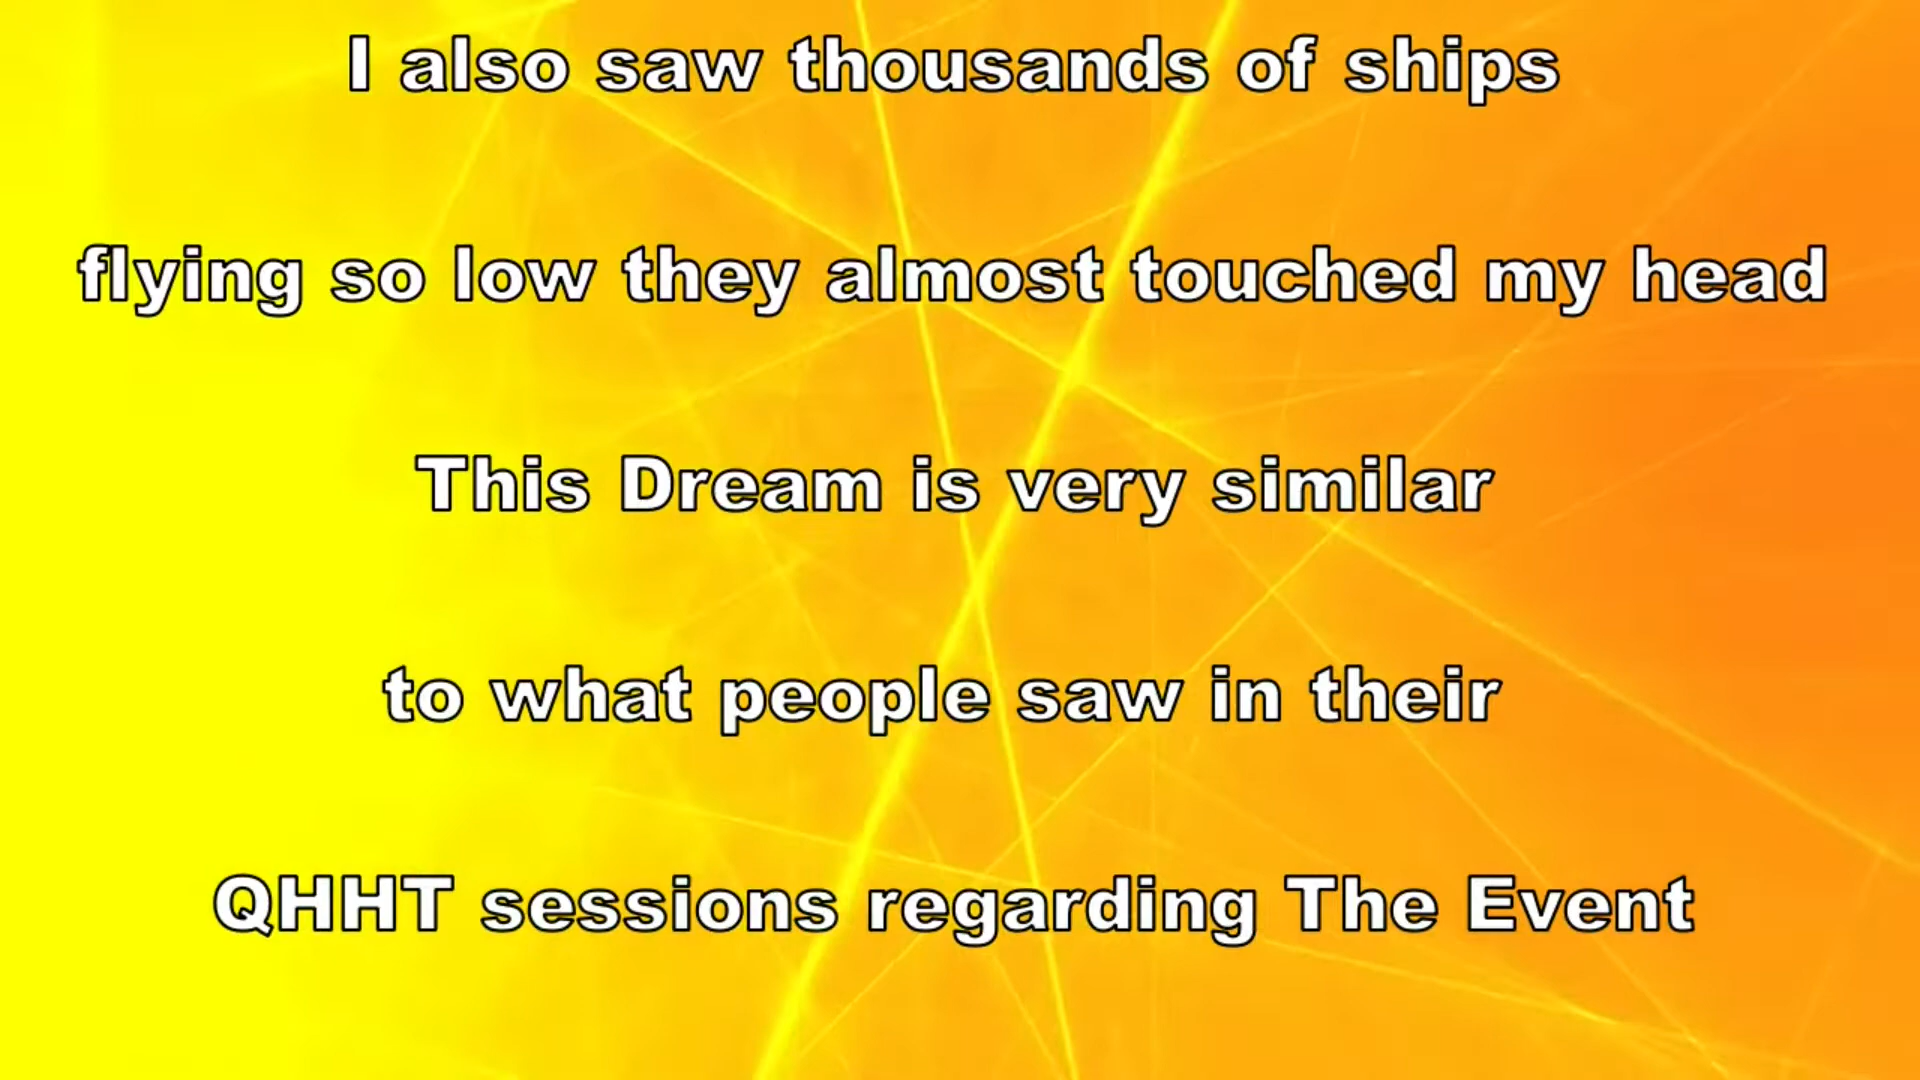 I also saw thousands of ships
flying so low they almost touched my head
This Dream is very similar
to what people saw in their
QHHT sessions regarding The Event